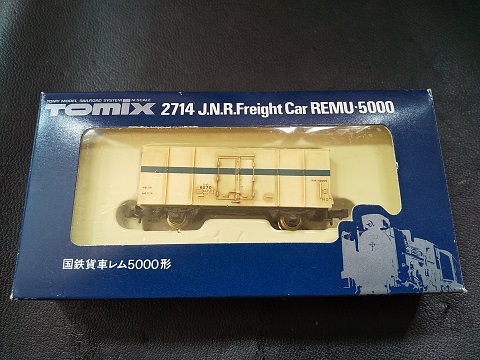 TOMY MODEL RAILROAD SYSTEM N-SCALE
TOMIX 2714 J.N.R.Freight Car REMU·5000
国鉄貨車レム5000形